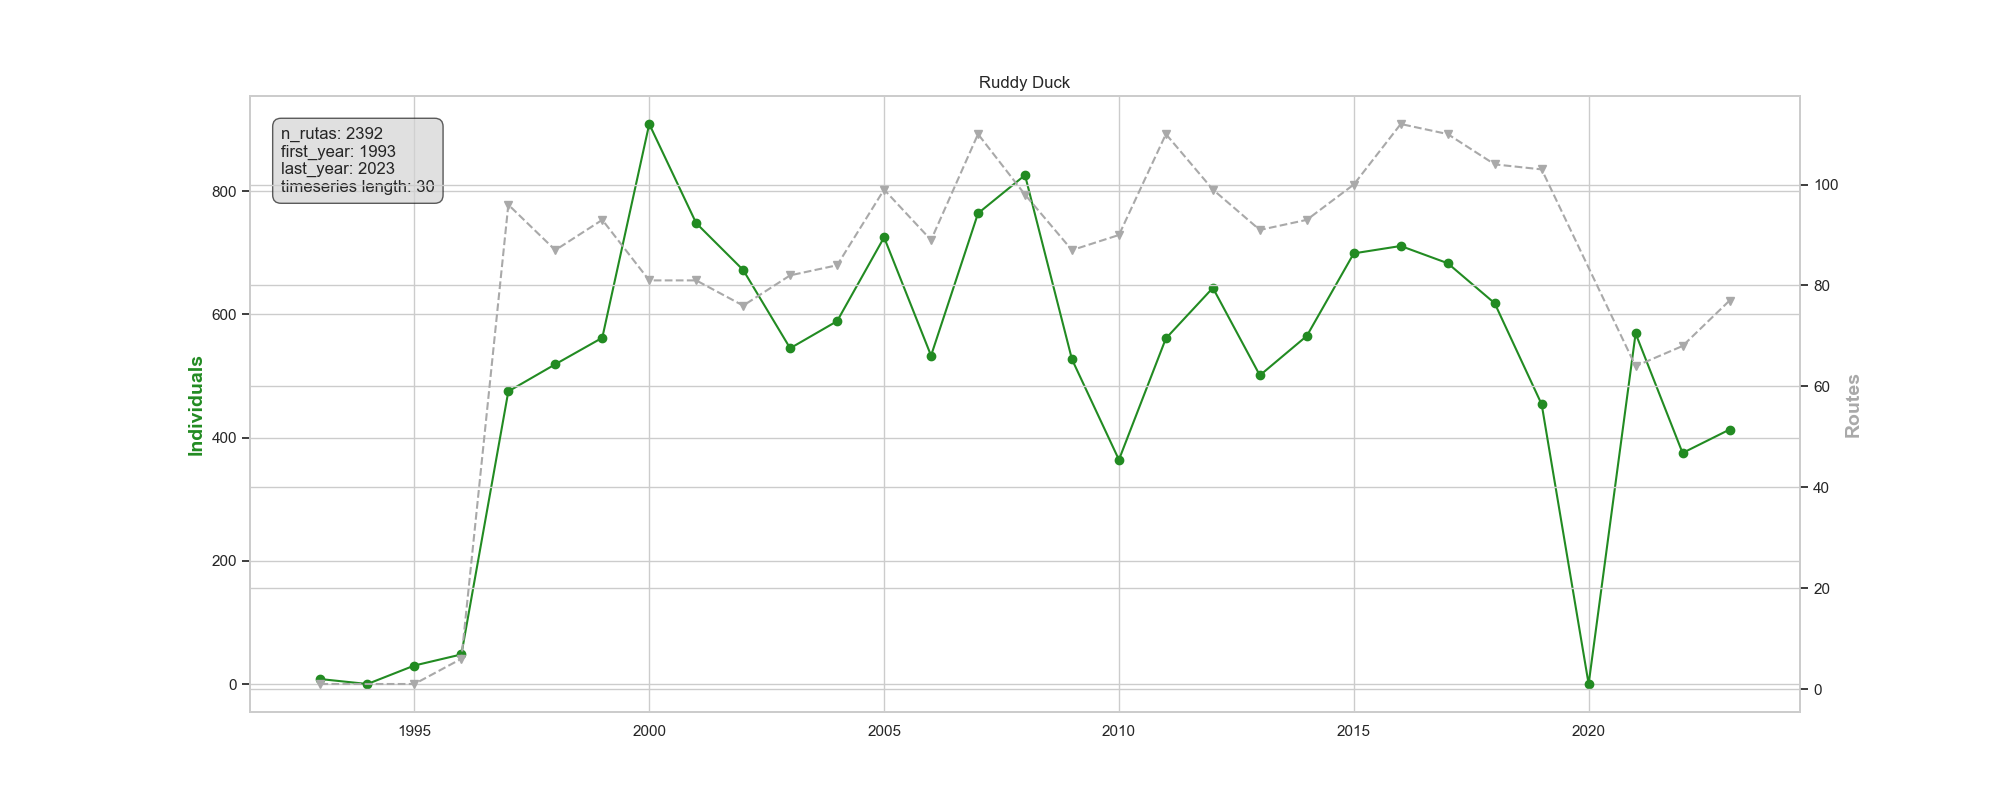 Ruddy Duck
n_rutas: 2392
first_year: 1993
last_year: 2023
timeseries length: 30
Individuals
800
600
400
200
0
100
80
60
40
20
0
Routes
1995
2000
2005
2010
2015
2020